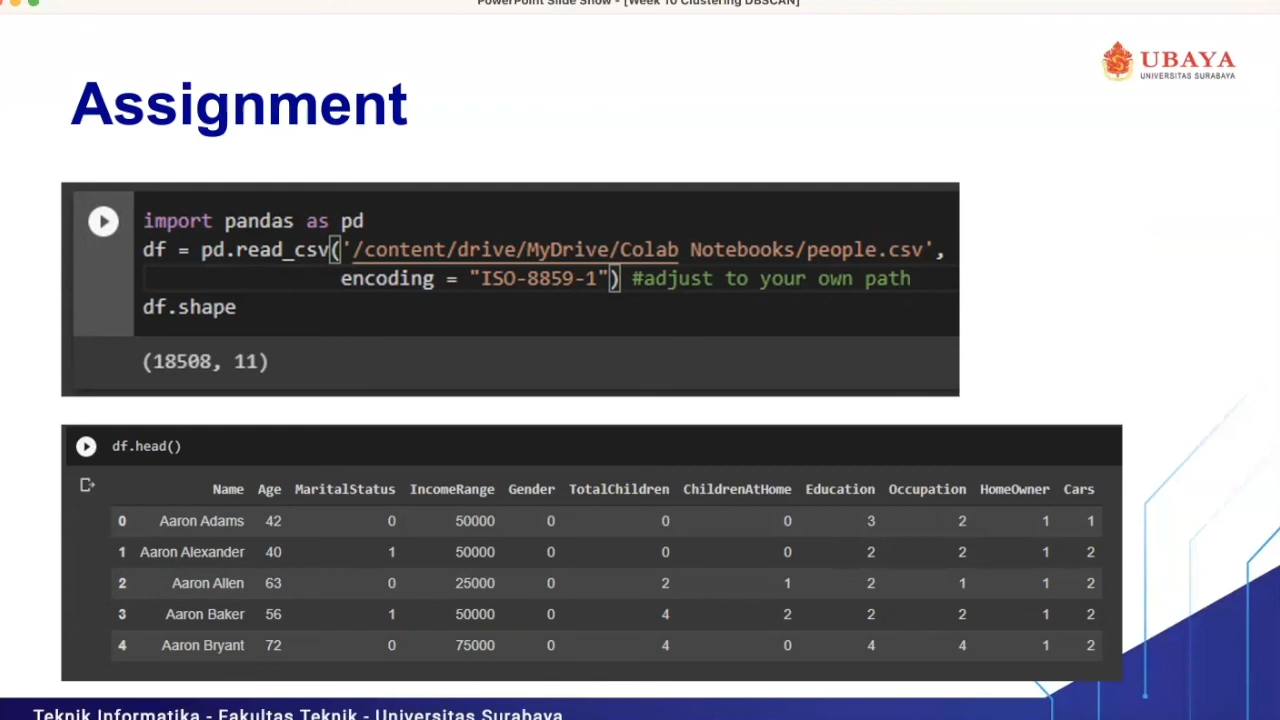 PowerPoint Slide Show - [Week 10 Clustering DBSCAN]
UBAYA
UNIVERSITAS SURABAYA
Assignment
import pandas as pd
df = pd.read_csv('/content/drive/MyDrive/Colab Notebooks/people.csv',
encoding = "ISO-8859-1") #adjust to your own path
df.shape
(18508, 11)
df.head()
Name Age MaritalStatus IncomeRange Gender TotalChildren ChildrenAtHome Education Occupation HomeOwner Cars
0 Aaron Adams 42 0 50000 0 0 0 3 2 1 1
1 Aaron Alexander 40 1 50000 0 0 0 2 2 1 2
2 Aaron Allen 63 0 25000 0 2 1 2 1 1 2
3 Aaron Baker 56 1 50000 0 4 2 2 2 1 2
4 Aaron Bryant 72 0 75000 0 4 0 4 4 1 2
Teknik Informatika - Fakultas Teknik - Universitas Surabaya